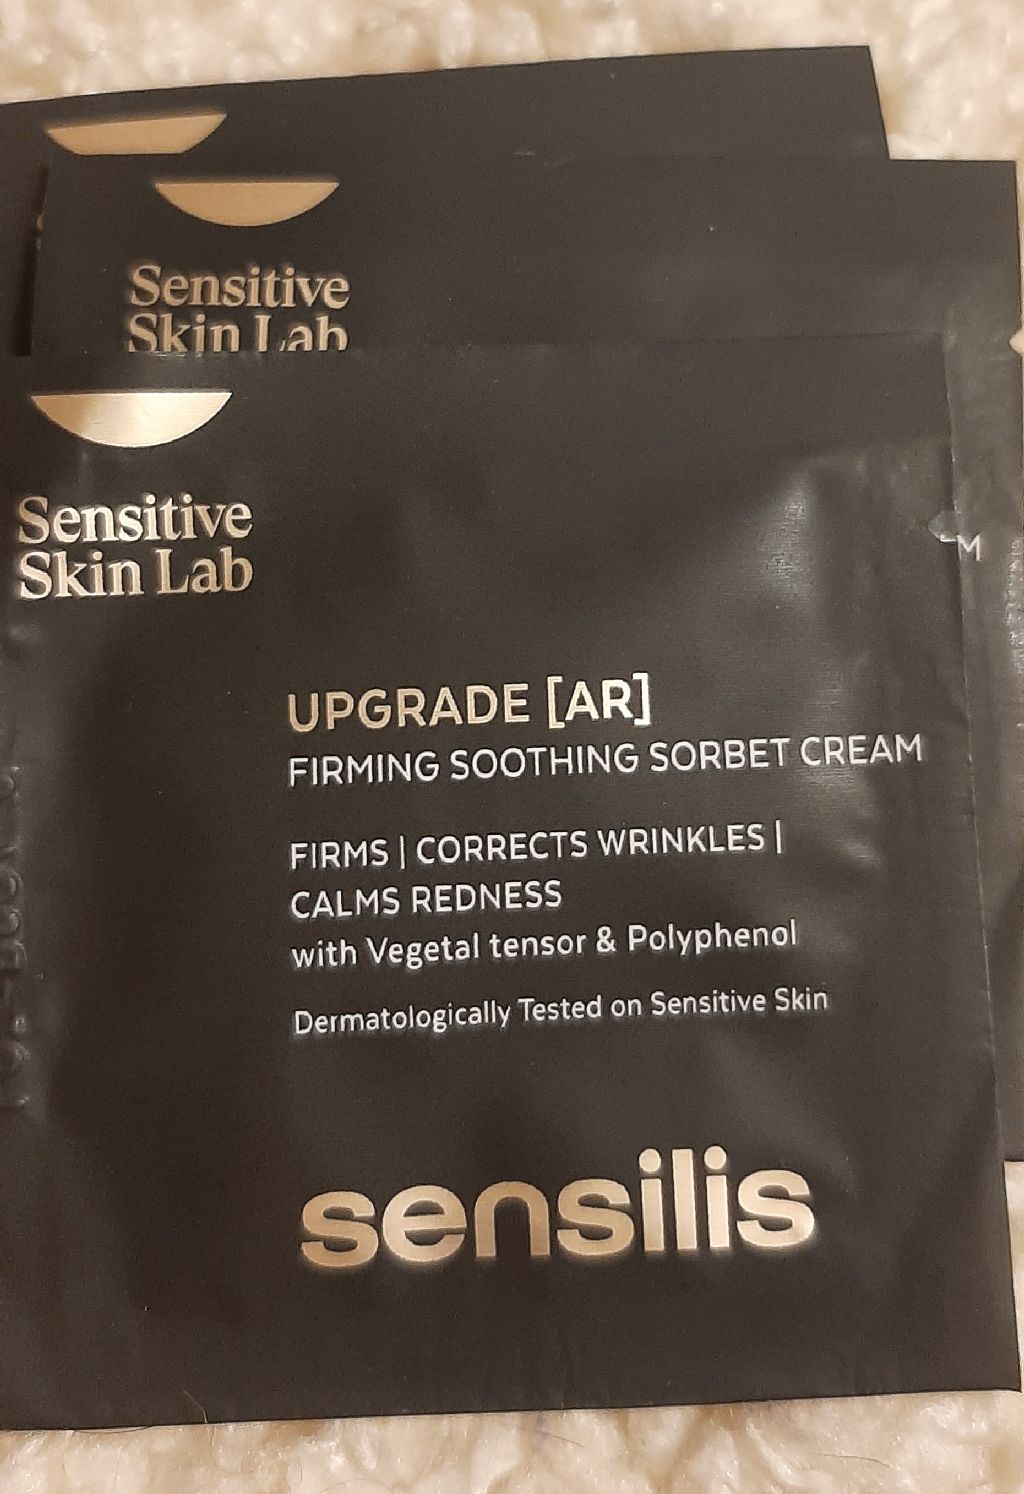 Sensitive
Skin Lab
Sensitive
Skin Lab
UPGRADE [AR]
FIRMING SOOTHING SORBET CREAM
FIRMS | CORRECTS WRINKLES |
CALMS REDNESS
with Vegetal tensor & Polyphenol
Dermatologically Tested on Sensitive Skin
sensilis